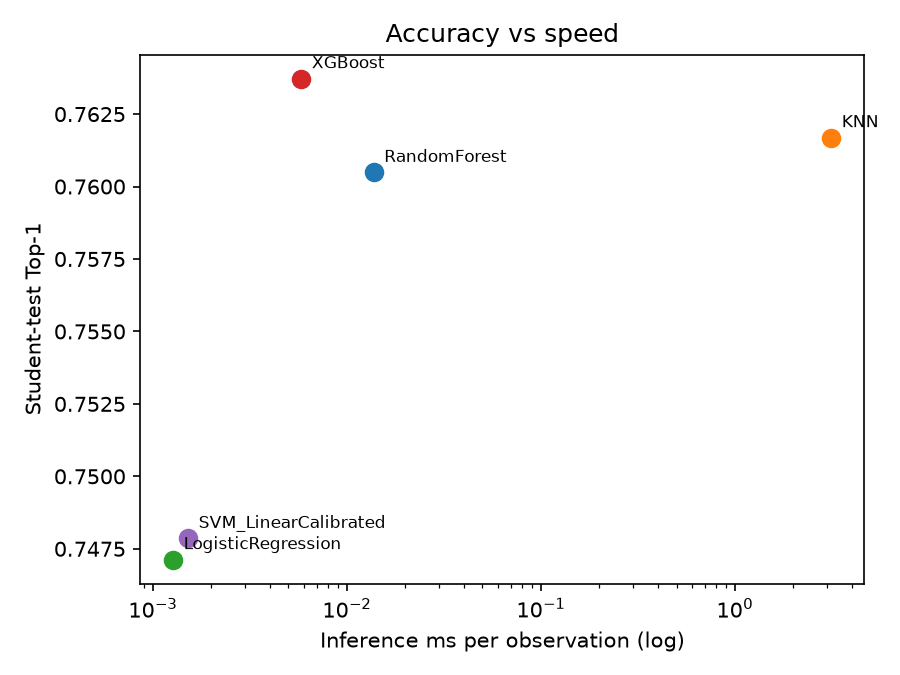 Accuracy vs speed
XGBoost
KNN
RandomForest
SVM_LinearCalibrated
LogisticRegression
Student-test Top-1
0.7625
0.7600
0.7575
0.7550
0.7525
0.7500
0.7475
10⁻³ 10⁻² 10⁻¹ 10⁰
Inference ms per observation (log)